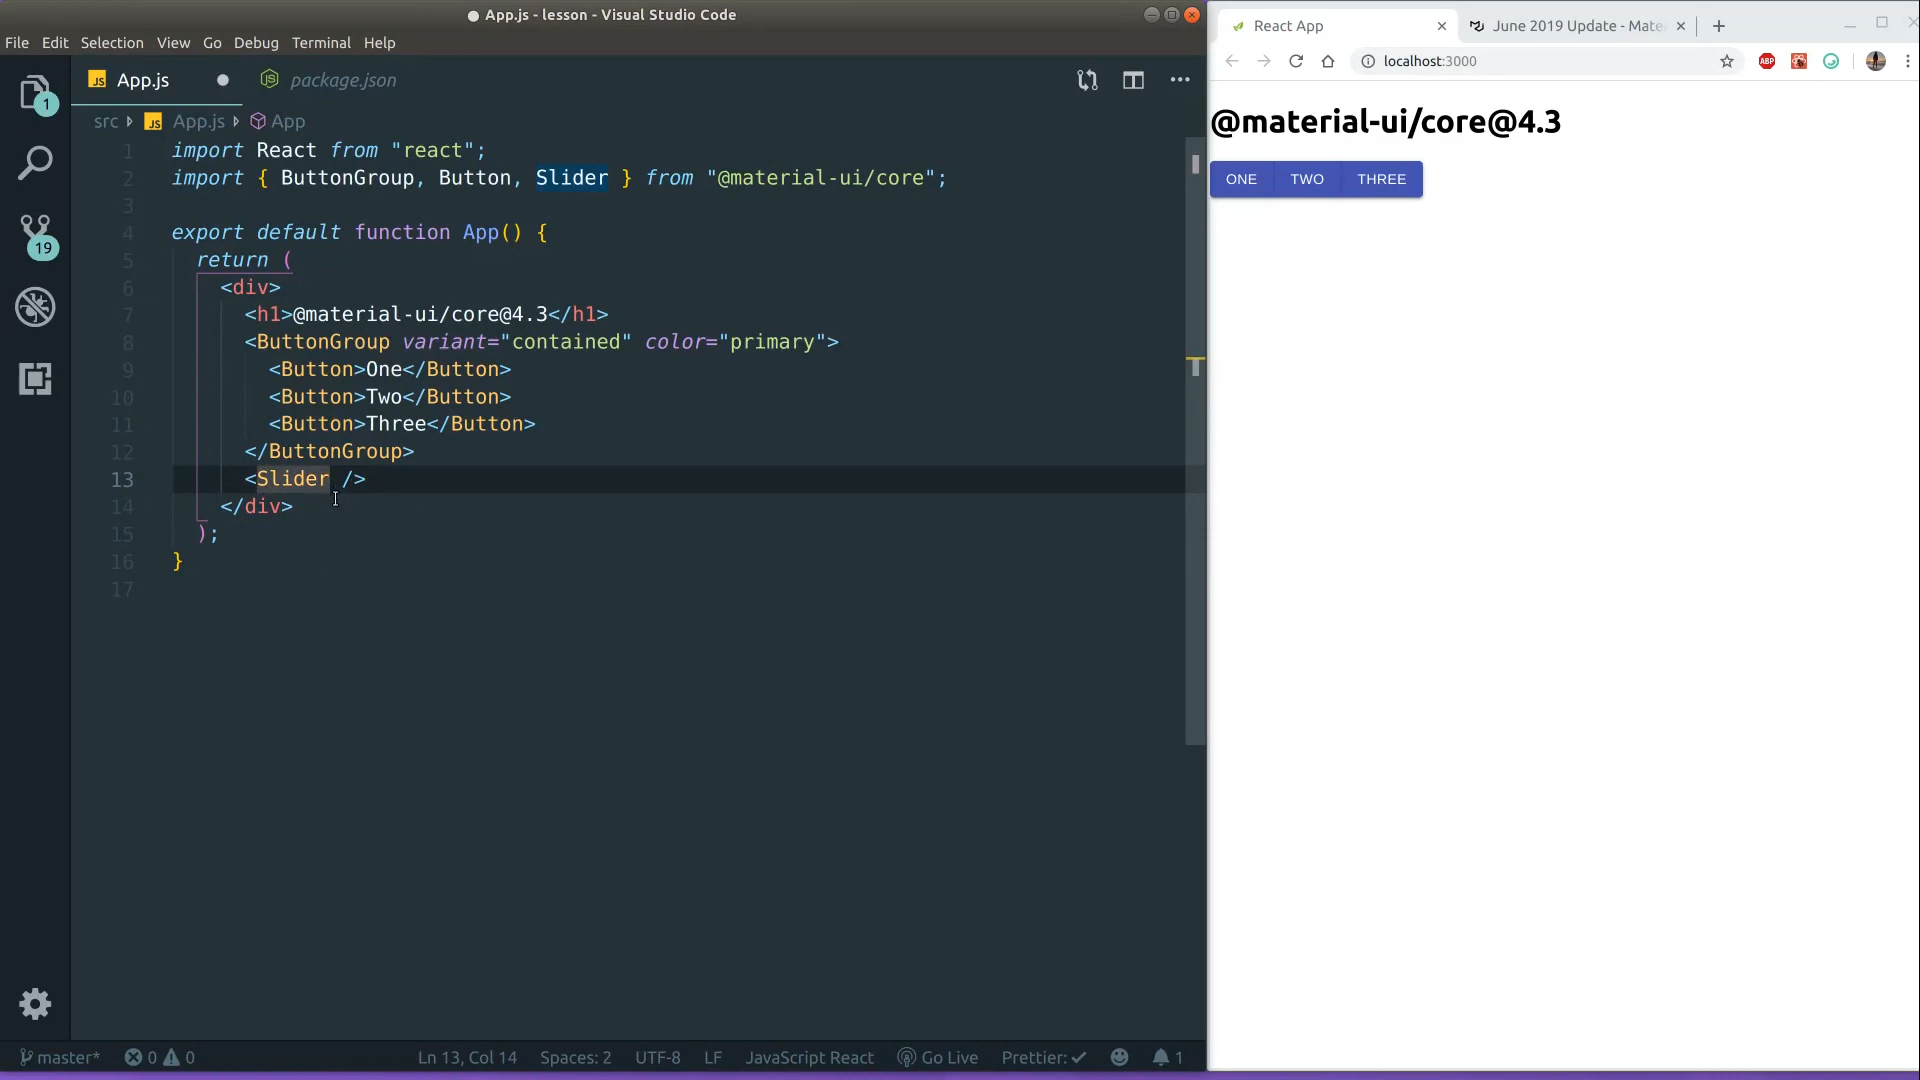 App.js - lesson - Visual Studio Code
File Edit Selection View Go Debug Terminal Help
JS App.js package.json
1
19
src JS App.js App
1 import React from "react";
2 import { ButtonGroup, Button, Slider } from "@material-ui/core";
3
4 export default function App() {
5 return (
6 <div>
7 <h1>@material-ui/core@4.3</h1>
8 <ButtonGroup variant="contained" color="primary">
9 <Button>One</Button>
10 <Button>Two</Button>
11 <Button>Three</Button>
12 </ButtonGroup>
13 <Slider />
14 </div>
15 );
16 }
17
master* 0 0 Ln 13, Col 14 Spaces: 2 UTF-8 LF JavaScript React Go Live Prettier: ✓ 1
React App June 2019 Update - Mate
localhost:3000 ABP
@material-ui/core@4.3
ONE TWO THREE